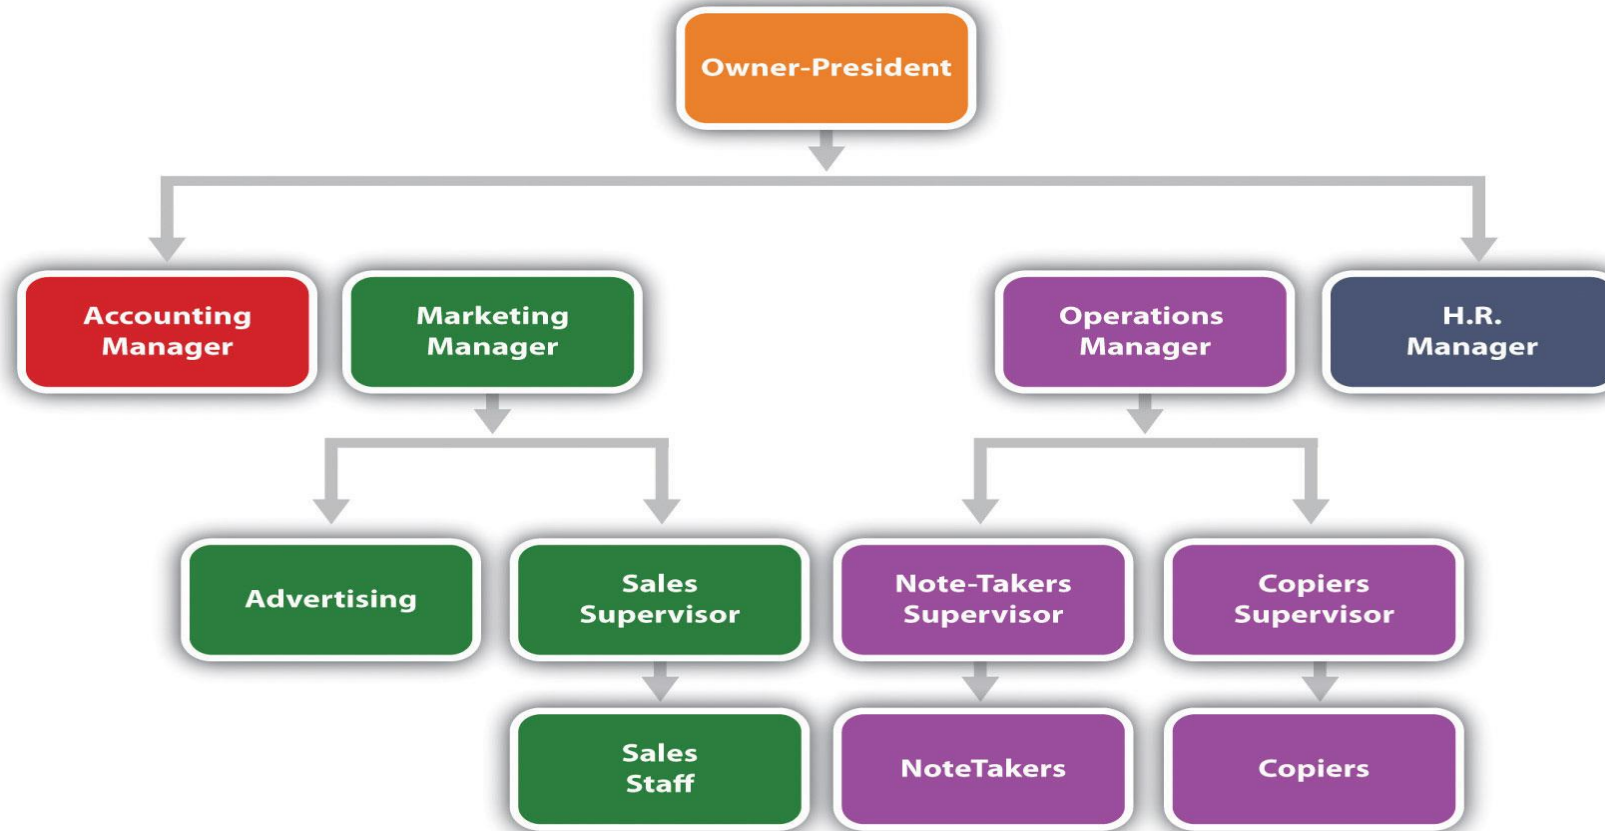 Owner-President
Accounting
Manager
Marketing
Manager
Operations
Manager
H.R.
Manager
Advertising
Sales
Supervisor
Note-Takers
Supervisor
Copiers
Supervisor
Sales
Staff
NoteTakers
Copiers